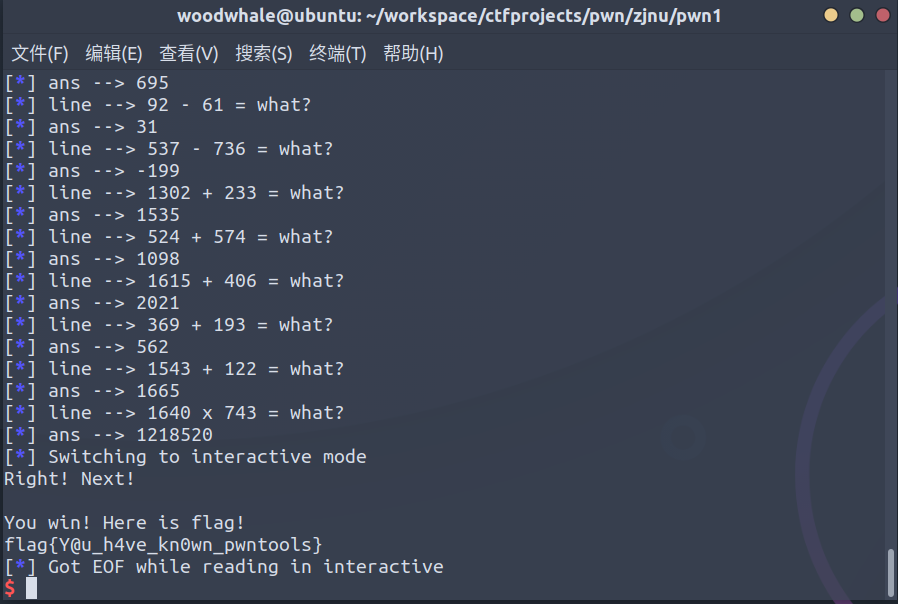 woodwhale@ubuntu: ~/workspace/ctfprojects/pwn/zjnu/pwn1
文件(F) 编辑(E) 查看(V) 搜索(S) 终端(T) 帮助(H)
[*] ans --> 695
[*] line --> 92 - 61 = what?
[*] ans --> 31
[*] line --> 537 - 736 = what?
[*] ans --> -199
[*] line --> 1302 + 233 = what?
[*] ans --> 1535
[*] line --> 524 + 574 = what?
[*] ans --> 1098
[*] line --> 1615 + 406 = what?
[*] ans --> 2021
[*] line --> 369 + 193 = what?
[*] ans --> 562
[*] line --> 1543 + 122 = what?
[*] ans --> 1665
[*] line --> 1640 x 743 = what?
[*] ans --> 1218520
[*] Switching to interactive mode
Right! Next!
You win! Here is flag!
flag{Y@u_h4ve_kn0wn_pwntools}
[*] Got EOF while reading in interactive
$